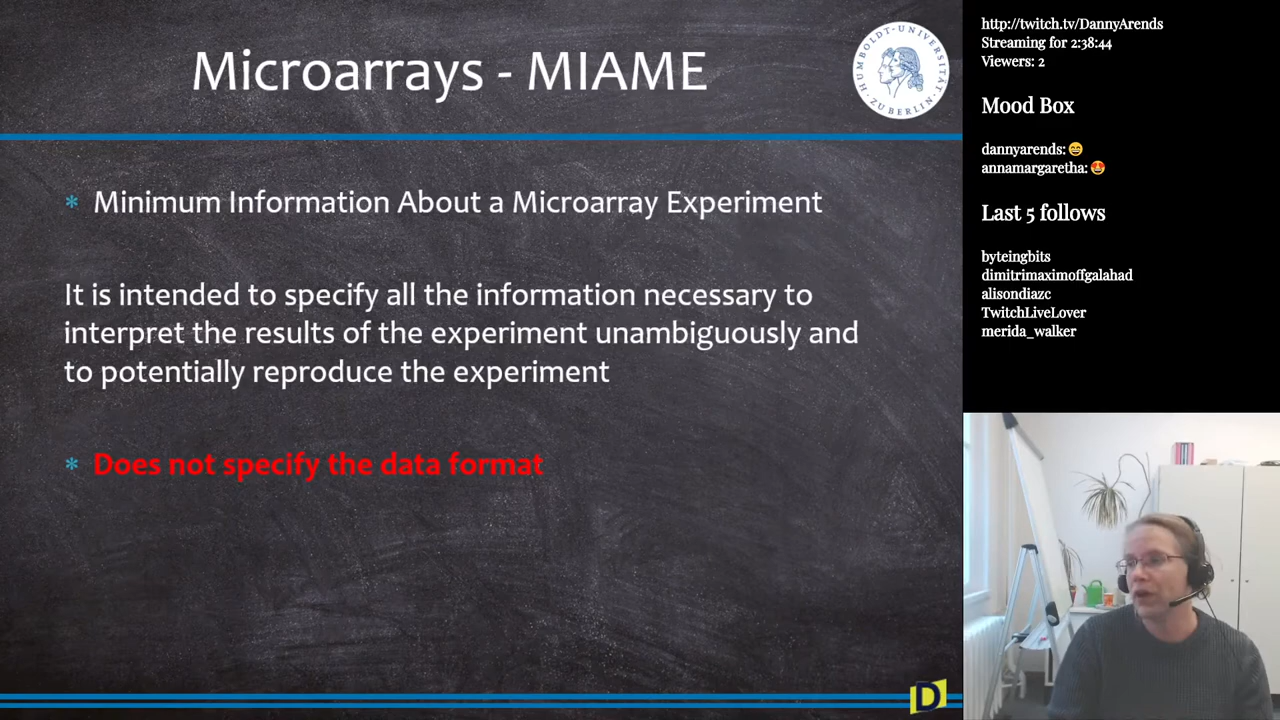 Microarrays - MIAME
HUMBOLDT-UNIVERSITÄT ZU BERLIN
* Minimum Information About a Microarray Experiment
It is intended to specify all the information necessary to
interpret the results of the experiment unambiguously and
to potentially reproduce the experiment
* Does not specify the data format
D
http://twitch.tv/DannyArends
Streaming for 2:38:44
Viewers: 2
Mood Box
dannyarends: 😄
annamargaretha: 😍
Last 5 follows
byteingbits
dimitrimaximoffgalahad
alisondiazc
TwitchLiveLover
merida_walker